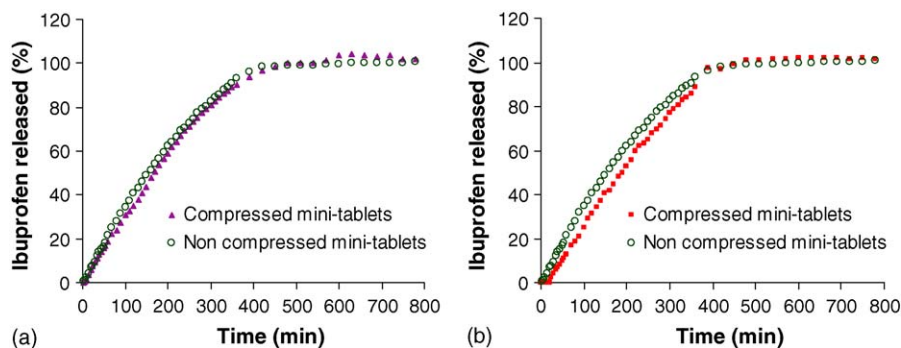 120
100
80
60
40
20
0
Ibuprofen released (%)
Compressed mini-tablets
Non compressed mini-tablets
0 100 200 300 400 500 600 700 800
Time (min)
(a)
120
100
80
60
40
20
0
Ibuprofen released (%)
Compressed mini-tablets
Non compressed mini-tablets
0 100 200 300 400 500 600 700 800
Time (min)
(b)